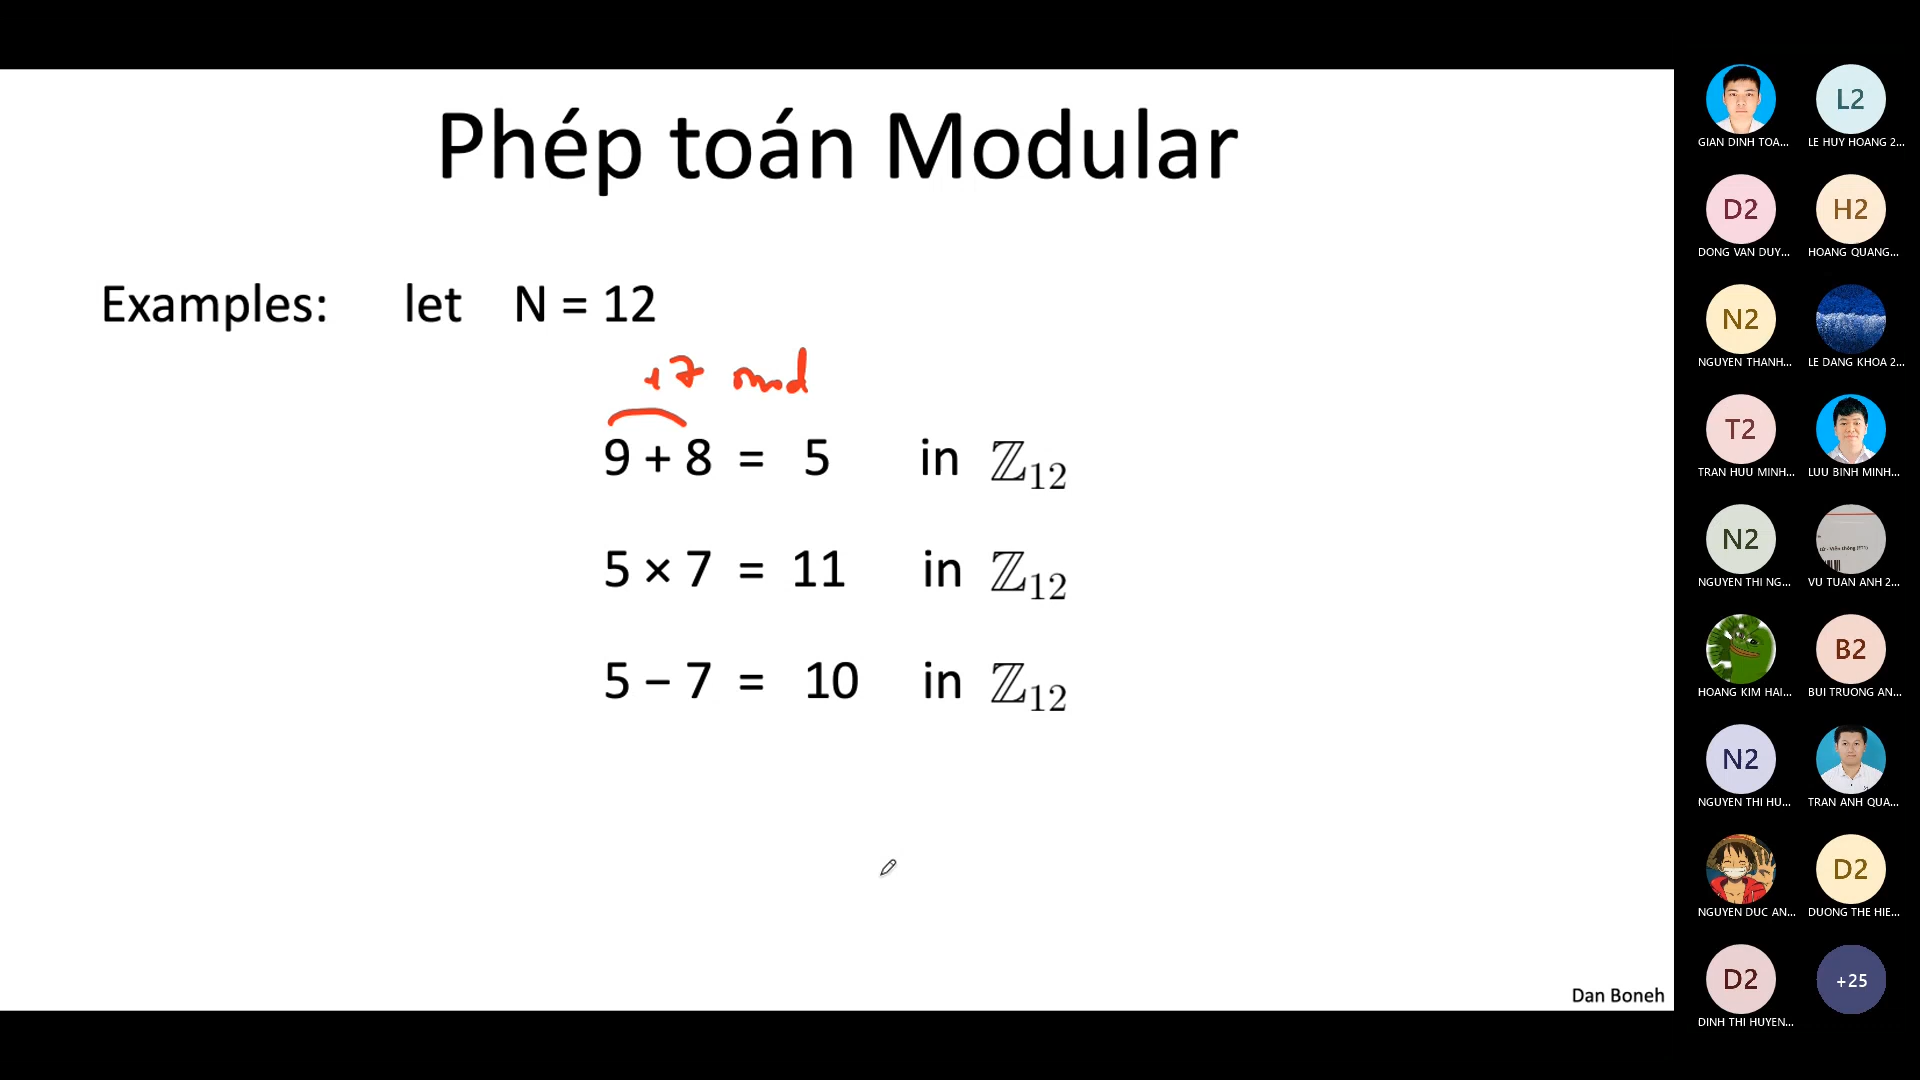 Phép toán Modular
Examples: let N = 12
17 mod
9 + 8 = 5 in ℤ12
5 × 7 = 11 in ℤ12
5 − 7 = 10 in ℤ12
Dan Boneh
GIAN DINH TOA...
L2
LE HUY HOANG 2...
D2
DONG VAN DUY...
H2
HOANG QUANG...
N2
NGUYEN THANH...
LE DANG KHOA 2...
T2
TRAN HUU MINH...
LUU BINH MINH...
N2
NGUYEN THI NG...
VU TUAN ANH 2...
HOANG KIM HAI...
B2
BUI TRUONG AN...
N2
NGUYEN THI HU...
TRAN ANH QUA...
NGUYEN DUC AN...
D2
DUONG THE HIE...
D2
DINH THI HUYEN...
+25